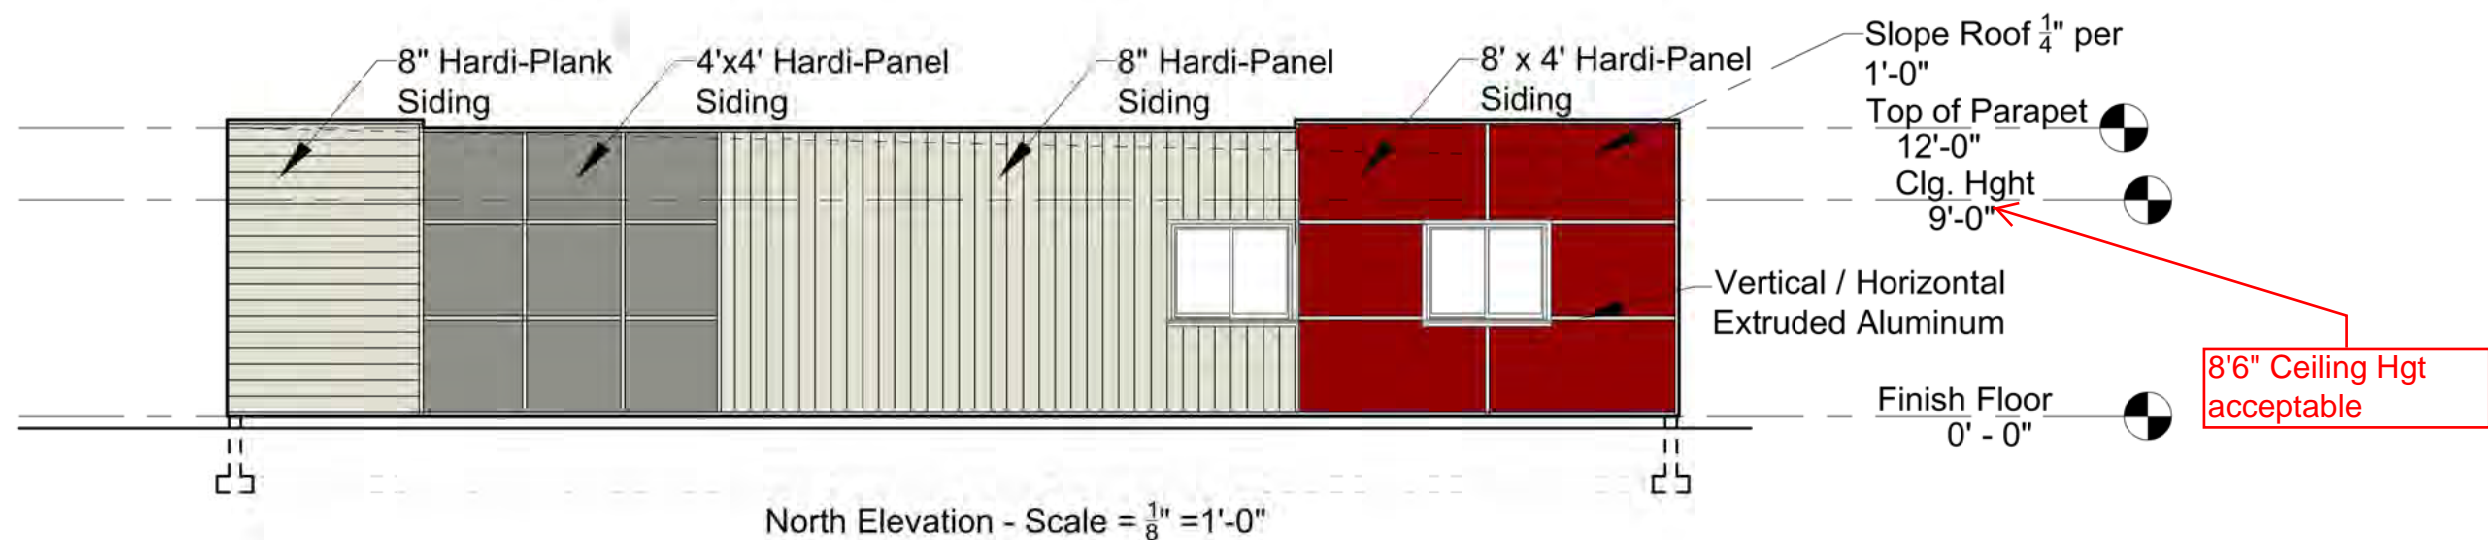 8" Hardi-Plank
Siding
4'x4' Hardi-Panel
Siding
8" Hardi-Panel
Siding
8' x 4' Hardi-Panel
Siding
Slope Roof 1/4" per
1'-0"
Top of Parapet
12'-0"
Clg. Hght
9'-0"
Vertical / Horizontal
Extruded Aluminum
8'6" Ceiling Hgt
acceptable
Finish Floor
0' - 0"
North Elevation - Scale = 1/8" =1'-0"